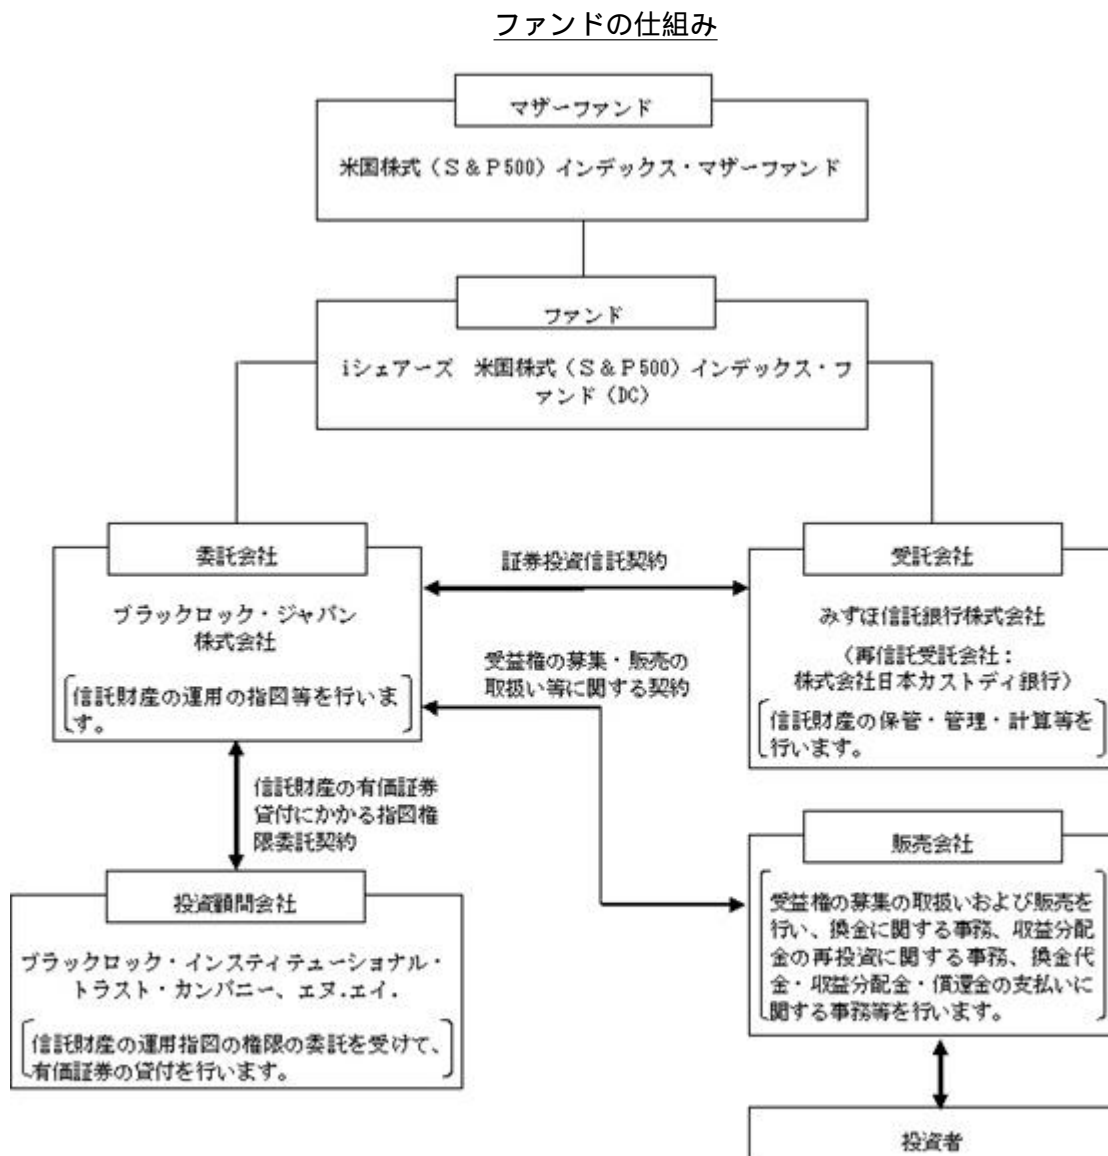 ファンドの仕組み
マザーファンド
米国株式（S＆P500）インデックス・マザーファンド
ファンド
iシェアーズ　米国株式（S＆P500）インデックス・フ
ァンド（DC）
委託会社
ブラックロック・ジャパン
株式会社
信託財産の運用の指図等を行いま
す。
証券投資信託契約
受益権の募集・販売の
取扱い等に関する契約
受託会社
みずほ信託銀行株式会社
（再信託受託会社：
株式会社日本カストディ銀行）
信託財産の保管・管理・計算等を
行います。
信託財産の有価証券
貸付にかかる指図権
限委託契約
投資顧問会社
ブラックロック・インスティテューショナル・
トラスト・カンパニー、エヌ.エイ.
信託財産の運用指図の権限の委託を受けて、
有価証券の貸付を行います。
販売会社
受益権の募集の取扱いおよび販売を
行い、換金に関する事務、収益分配
金の再投資に関する事務、換金代
金・収益分配金・償還金の支払いに
関する事務等を行います。
投資者